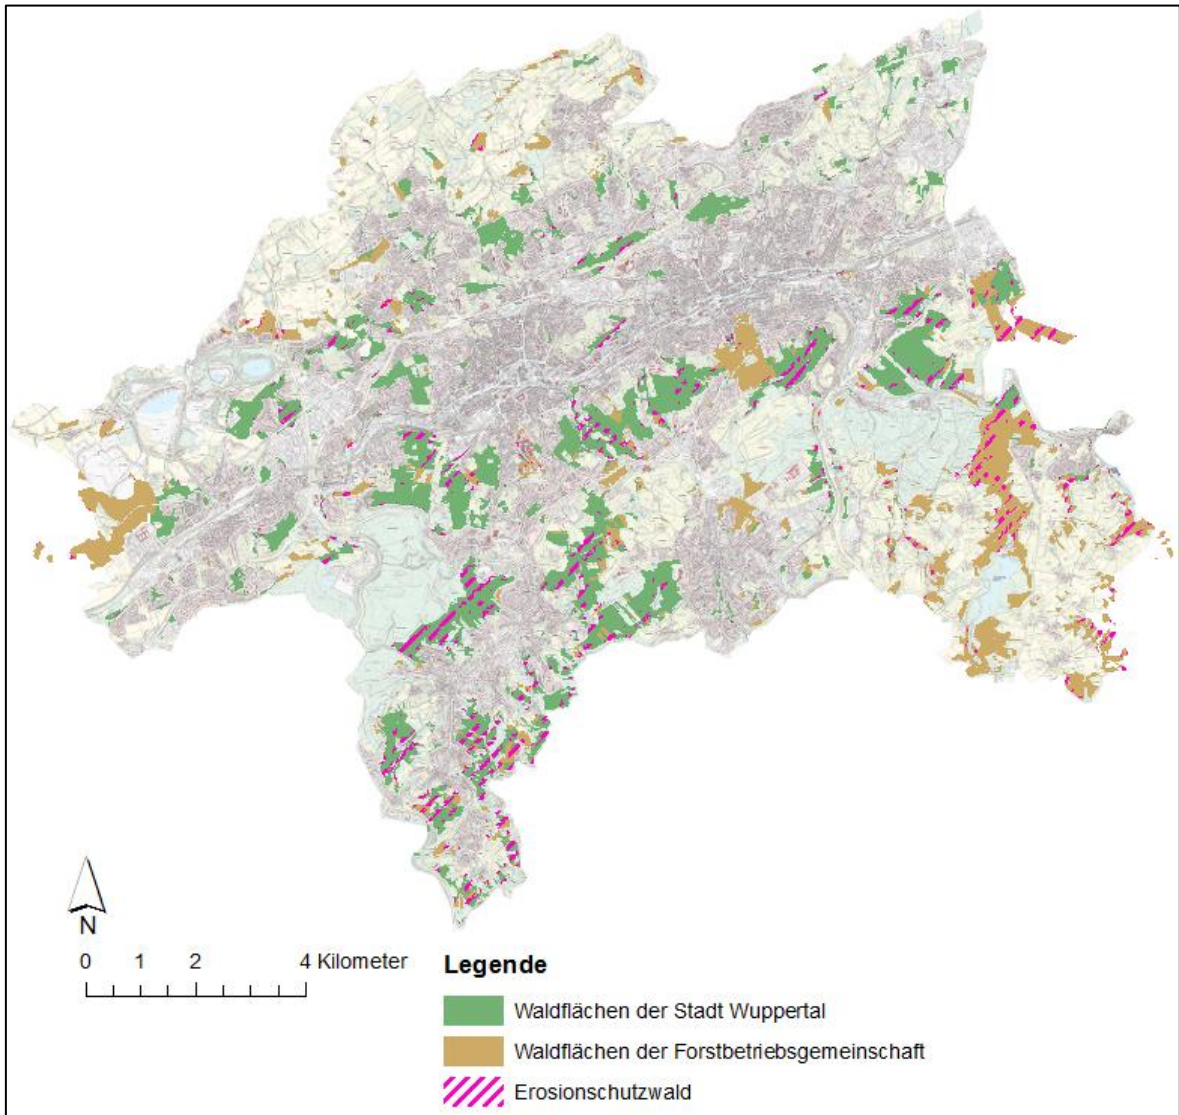 N
0 1 2 4 Kilometer
Legende
Waldflächen der Stadt Wuppertal
Waldflächen der Forstbetriebsgemeinschaft
Erosionschutzwald